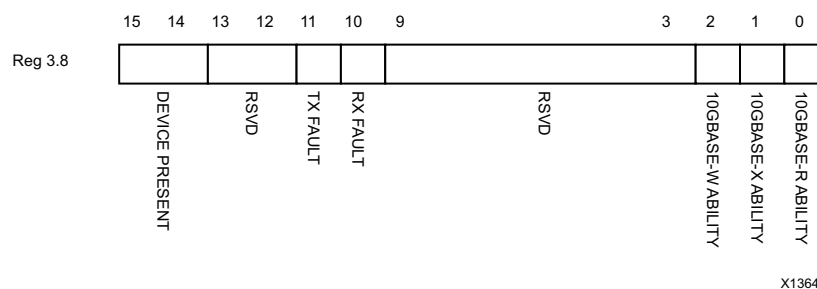 15 14 13 12 11 10 9 3 2 1 0
Reg 3.8
DEVICE PRESENT
RSVD
TX FAULT
RX FAULT
RSVD
10GBASE-W ABILITY
10GBASE-X ABILITY
10GBASE-R ABILITY
X1364